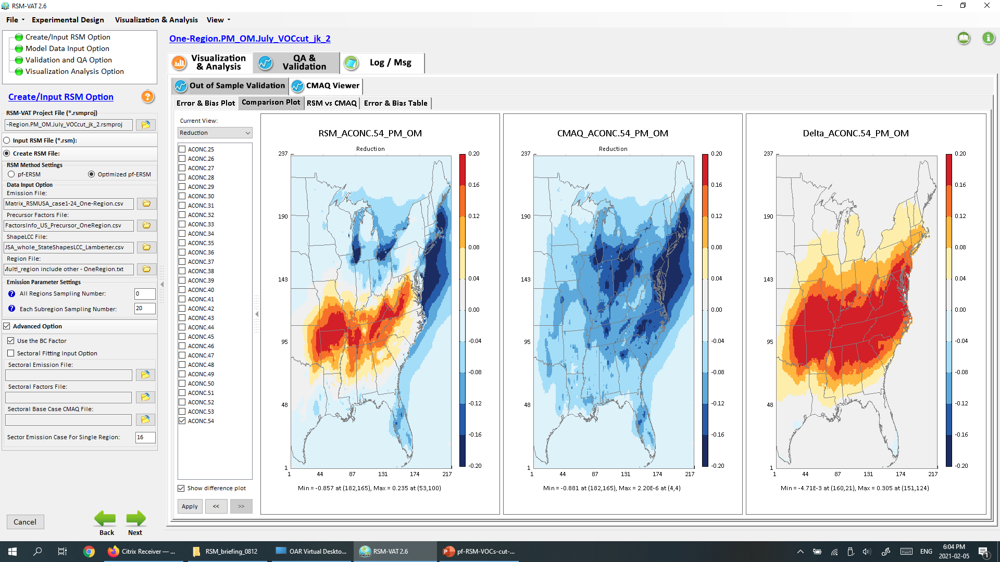 RSM-VAT 2.6
File Experimental Design Visualization & Analysis View
Create/Input RSM Option
Model Data Input Option
Validation and QA Option
Visualization Analysis Option
Create/Input RSM Option
RSM-VAT Project File (*.rsmproj)
-Region.PM_OM.July_VOCcut_jk_2.rsmproj
Input RSM File (*.rsm):
Create RSM File:
RSM Method Settings
pf-ERSM Optimized pf-ERSM
Data Input Option
Emission File:
Matrix_RSMUSA_case1-24_One-Region.csv
Precursor Factors File:
FactorsInfo_US_Precursor_OneRegion.csv
ShapeLCC File:
JSA_whole_StateShapesLCC_Lamberter.csv
Region File:
Multi_region include other - OneRegion.txt
Emission Parameter Settings
All Regions Sampling Number: 0
Each Subregion Sampling Number: 20
Advanced Option
Use the BC Factor
Sectoral Fitting Input Option
Sectoral Emission File:
Sectoral Factors File:
Sectoral Base Case CMAQ File:
Sector Emission Case For Single Region: 16
Cancel
Back
Next
One-Region.PM_OM.July_VOCcut_jk_2
Visualization & Analysis
QA & Validation
Log / Msg
Out of Sample Validation
CMAQ Viewer
Error & Bias Plot
Comparison Plot
RSM vs CMAQ
Error & Bias Table
Current View:
Reduction
ACONC.25
ACONC.26
ACONC.27
ACONC.28
ACONC.29
ACONC.30
ACONC.31
ACONC.32
ACONC.33
ACONC.34
ACONC.35
ACONC.36
ACONC.37
ACONC.38
ACONC.39
ACONC.40
ACONC.41
ACONC.42
ACONC.43
ACONC.44
ACONC.45
ACONC.46
ACONC.47
ACONC.48
ACONC.49
ACONC.50
ACONC.51
ACONC.52
ACONC.53
ACONC.54
Show difference plot
Apply << >>
RSM_ACONC.54_PM_OM
Reduction
237
190
143
95
48
1
1 44 87 131 174 217
0.20
0.16
0.12
0.08
0.04
0.00
-0.04
-0.08
-0.12
-0.16
-0.20
Min = -0.857 at (182,165), Max = 0.235 at (53,100)
CMAQ_ACONC.54_PM_OM
Reduction
237
190
143
95
48
1
1 44 87 131 174 217
0.20
0.16
0.12
0.08
0.04
0.00
-0.04
-0.08
-0.12
-0.16
-0.20
Min = -0.881 at (182,165), Max = 2.20E-6 at (4,4)
Delta_ACONC.54_PM_OM
237
190
143
95
48
1
1 44 87 131 174 217
0.20
0.16
0.12
0.08
0.04
0.00
-0.04
-0.08
-0.12
-0.16
-0.20
Min = -4.71E-3 at (160,21), Max = 0.305 at (151,124)
Citrix Receiver — ...
RSM_briefing_0812
OAR Virtual Deskto...
RSM-VAT 2.6
pf-RSM-VOCs-cut-...
ENG
6:04 PM
2021-02-05
1